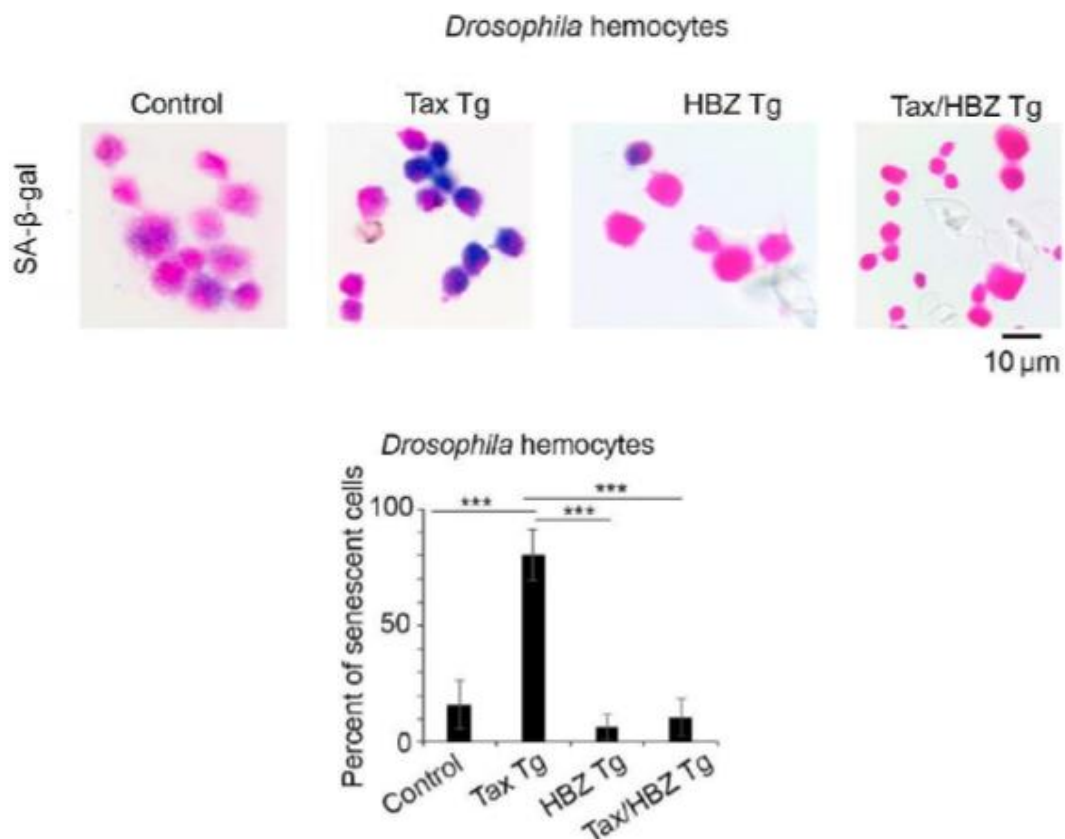 Drosophila hemocytes
Control
Tax Tg
HBZ Tg
Tax/HBZ Tg
SA-β-gal
10 µm
Drosophila hemocytes
Percent of senescent cells
100
50
0
***
***
***
Control
Tax Tg
HBZ Tg
Tax/HBZ Tg